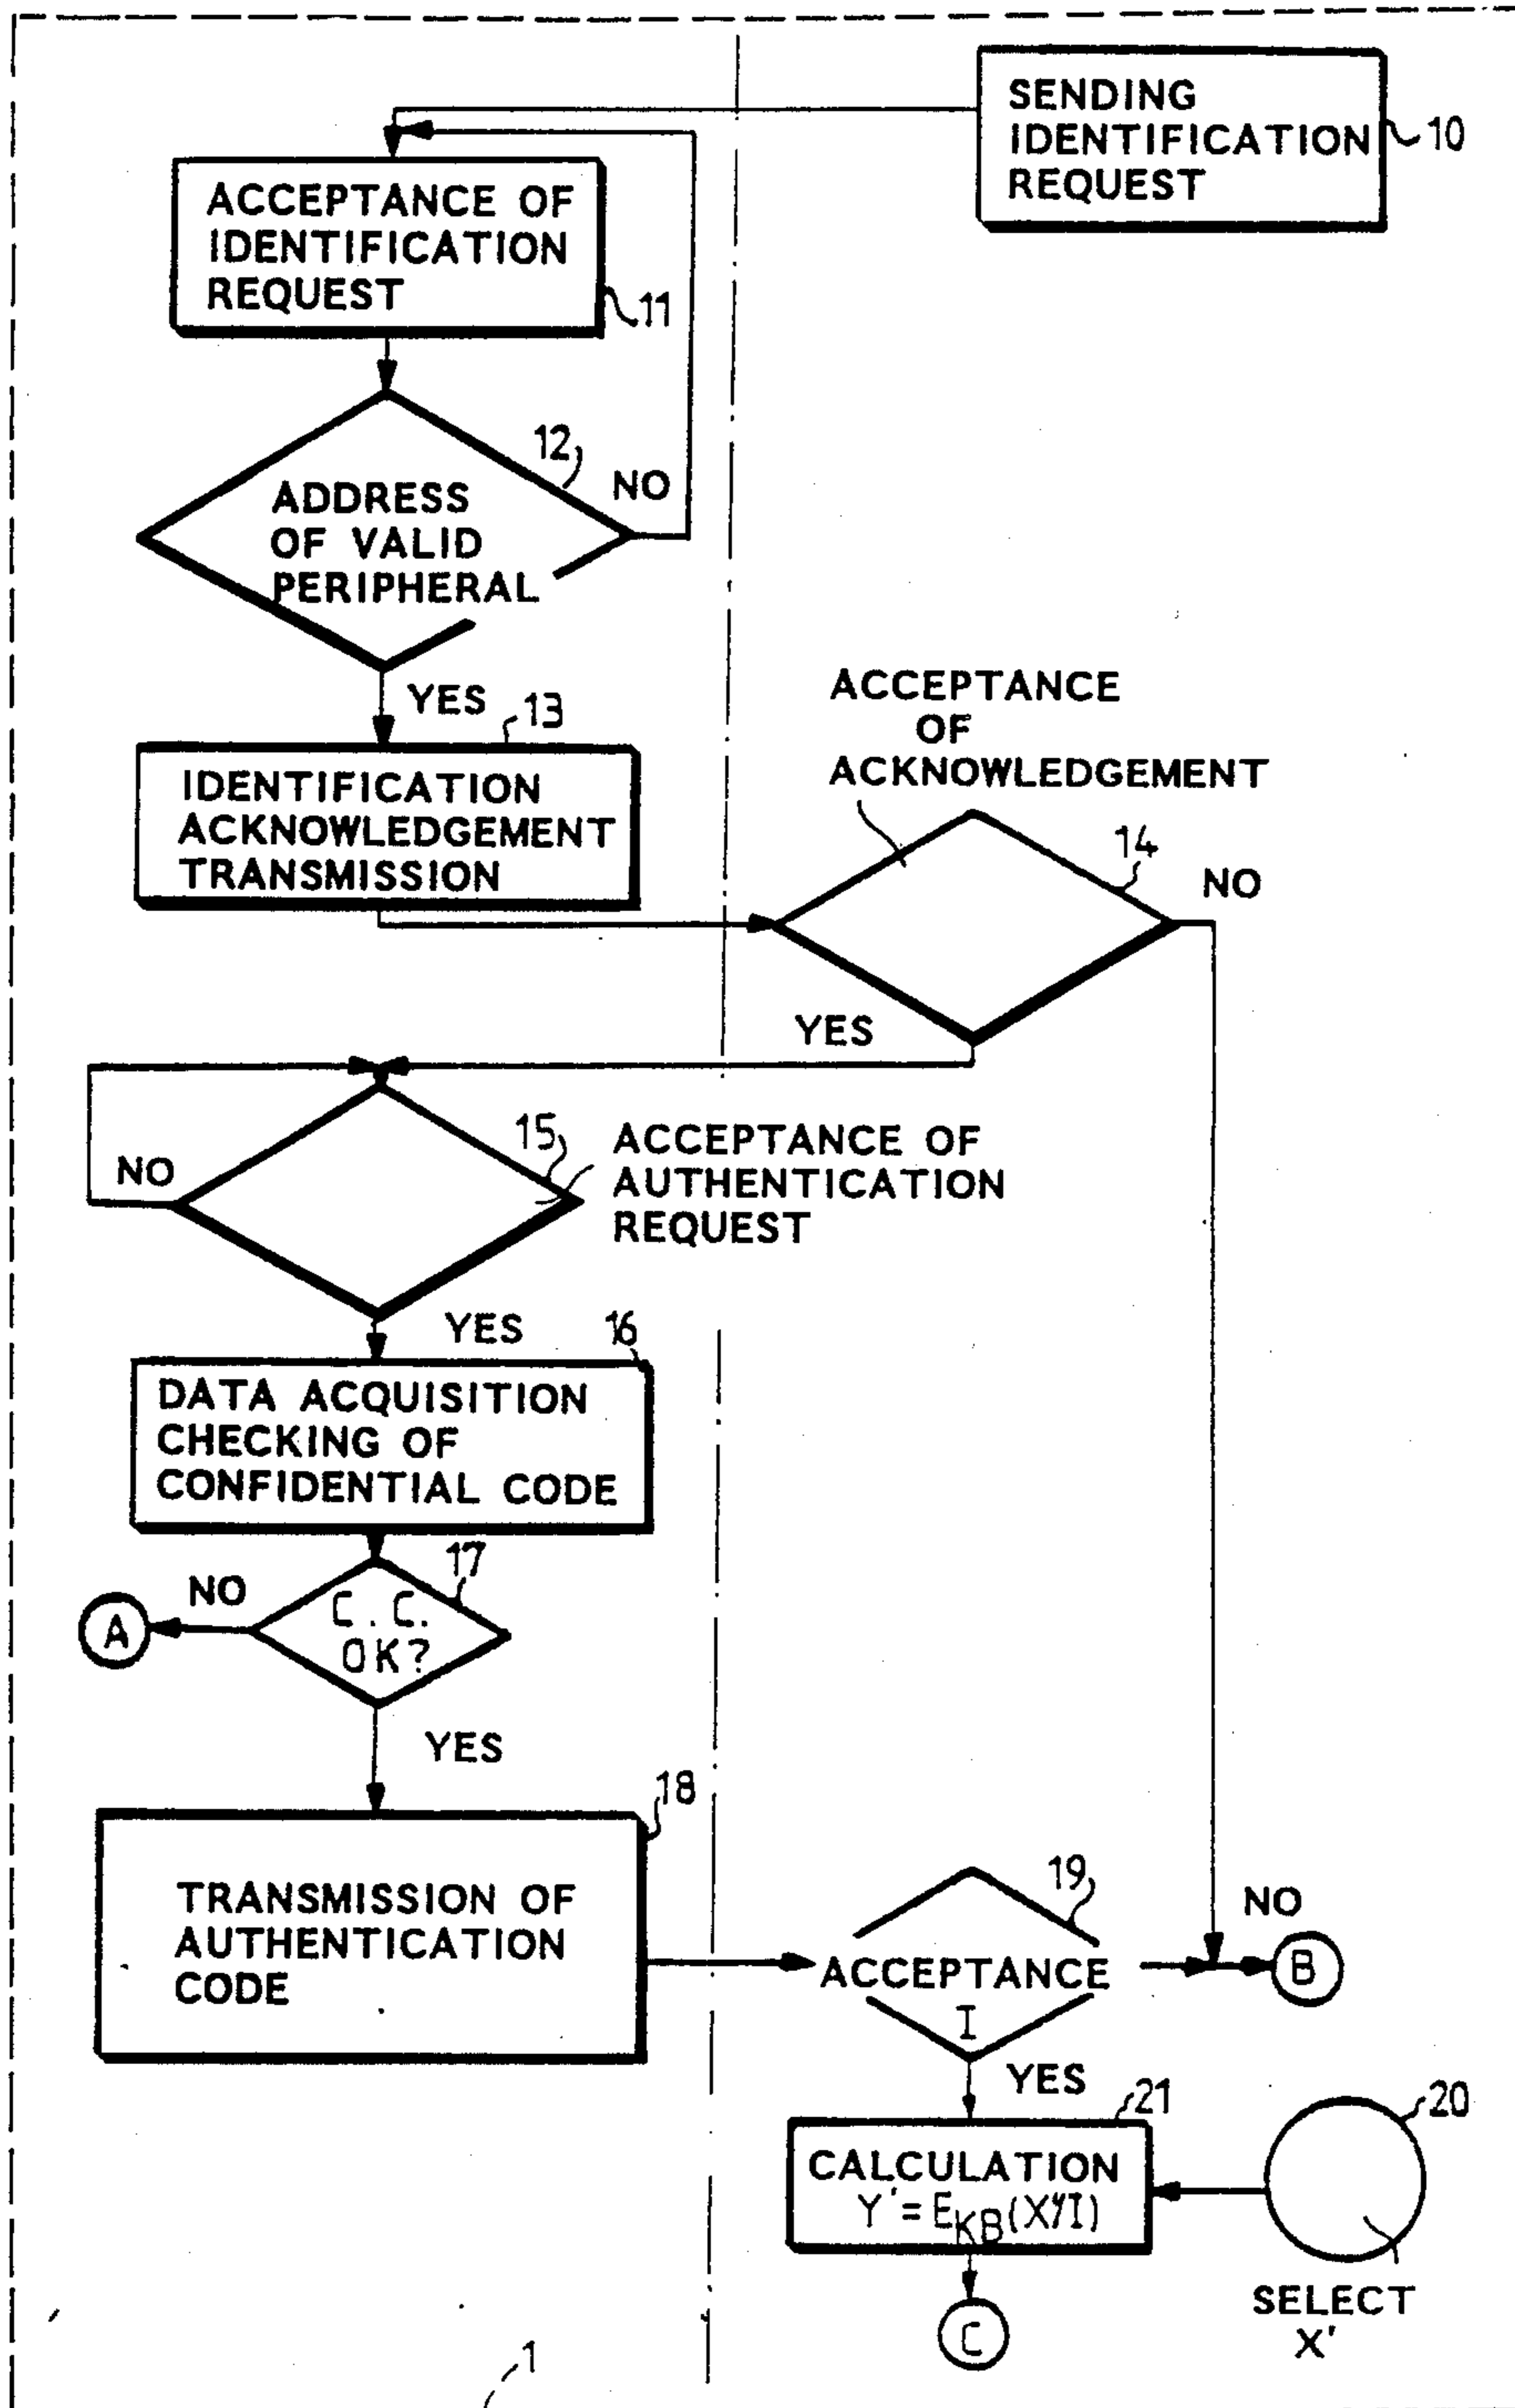 SENDING
IDENTIFICATION
REQUEST
10
ACCEPTANCE OF
IDENTIFICATION
REQUEST
11
12
NO
ADDRESS
OF VALID
PERIPHERAL
YES
13
IDENTIFICATION
ACKNOWLEDGEMENT
TRANSMISSION
ACCEPTANCE
OF
ACKNOWLEDGEMENT
14
NO
YES
15
NO
ACCEPTANCE OF
AUTHENTICATION
REQUEST
YES
16
DATA ACQUISITION
CHECKING OF
CONFIDENTIAL CODE
17
NO
A
C.C.
OK?
YES
18
TRANSMISSION OF
AUTHENTICATION
CODE
19
ACCEPTANCE
I
NO
B
YES
21
CALCULATION
Y' = EKB(X'/I)
20
SELECT
X'
C
1